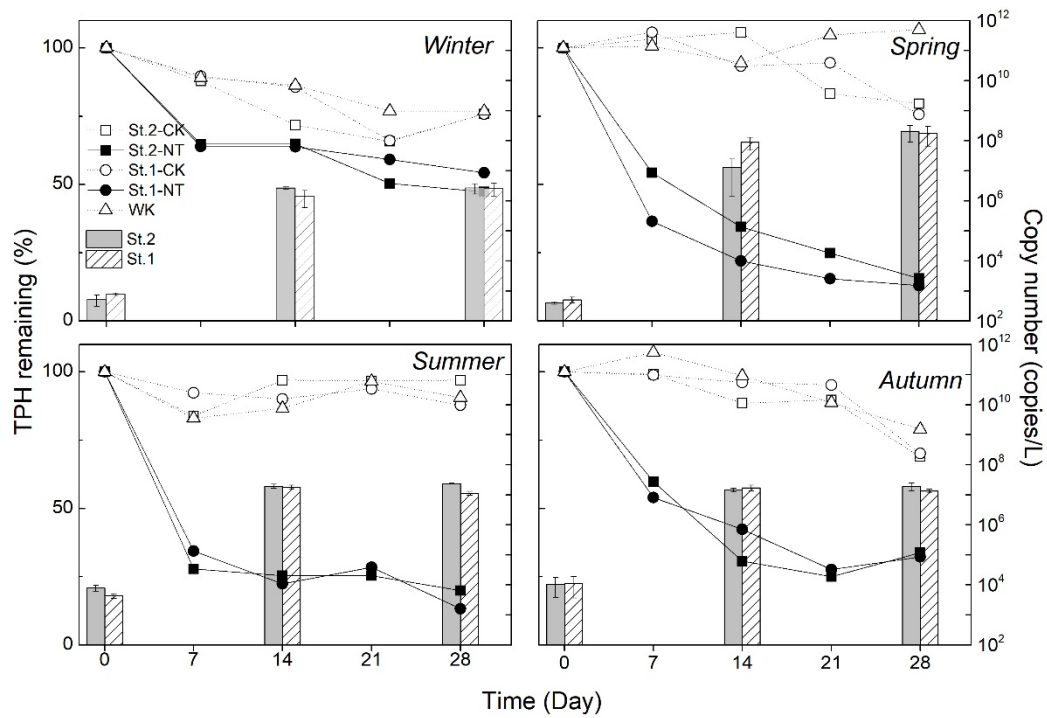 Winter
Spring
100
50
0
St.2-CK
St.2-NT
St.1-CK
St.1-NT
WK
St.2
St.1
10¹²
10¹⁰
10⁸
10⁶
10⁴
10²
TPH remaining (%)
Copy number (copies/L)
Summer
Autumn
100
50
0
10¹²
10¹⁰
10⁸
10⁶
10⁴
10²
0 7 14 21 28
0 7 14 21 28
Time (Day)